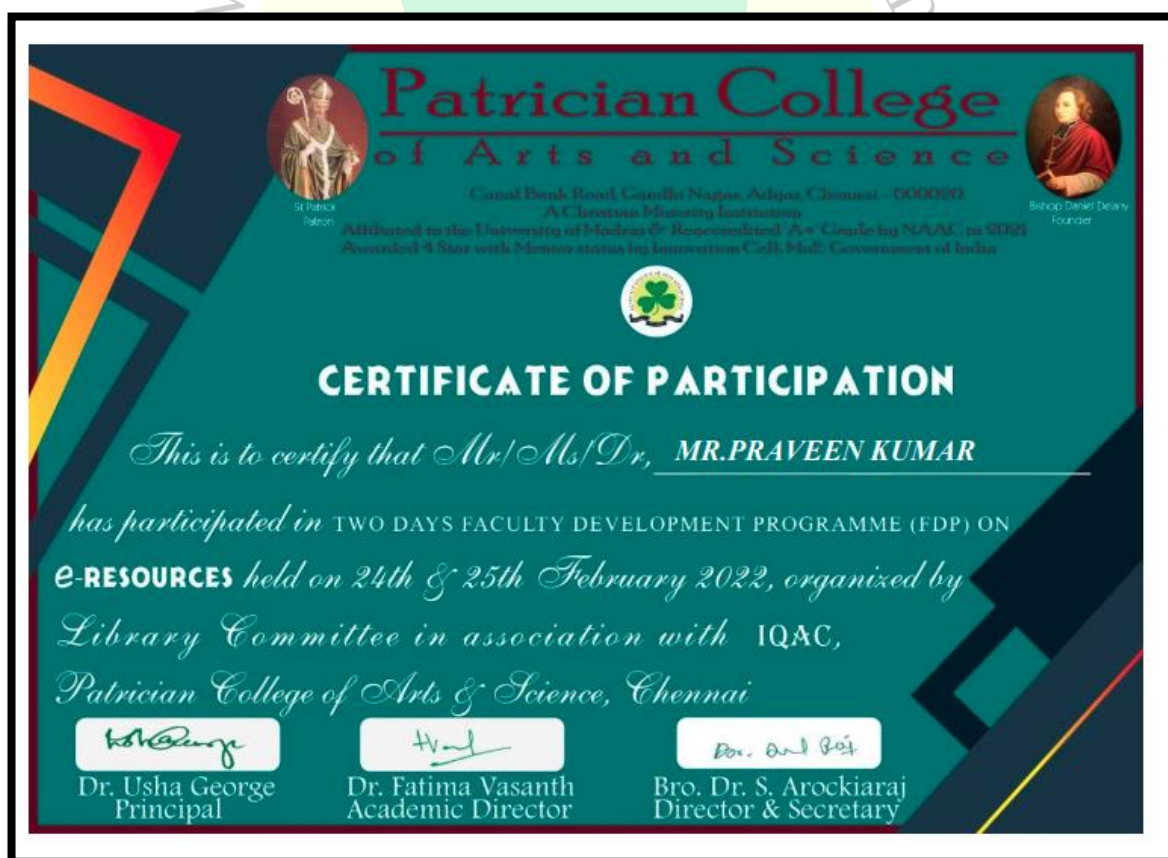 Patrician College
of Arts and Science
Canal Bank Road, Gandhi Nagar, Adyar, Chennai - 600020
A Christian Minority Institution
Affiliated to the University of Madras & Reaccredited 'A+' Grade by NAAC in 2021
Awarded 4 Star with Mentor status by Innovation Cell, MoE, Government of India
St Patrick
Patron
Bishop Daniel Delany
Founder
CERTIFICATE OF PARTICIPATION
This is to certify that Mr/Ms/Dr, MR.PRAVEEN KUMAR
has participated in TWO DAYS FACULTY DEVELOPMENT PROGRAMME (FDP) ON
e-RESOURCES held on 24th & 25th February 2022, organized by
Library Committee in association with IQAC,
Patrician College of Arts & Science, Chennai
Dr. Usha George
Principal
Dr. Fatima Vasanth
Academic Director
Bro. Dr. S. Arockiaraj
Director & Secretary